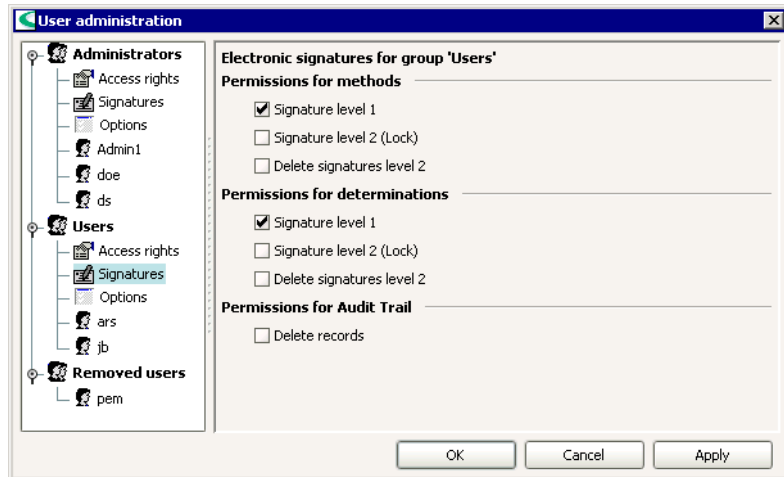 User administration
Administrators
Access rights
Signatures
Options
Admin1
doe
ds
Users
Access rights
Signatures
Options
ars
jb
Removed users
pem
Electronic signatures for group 'Users'
Permissions for methods
Signature level 1
Signature level 2 (Lock)
Delete signatures level 2
Permissions for determinations
Signature level 1
Signature level 2 (Lock)
Delete signatures level 2
Permissions for Audit Trail
Delete records
OK Cancel Apply